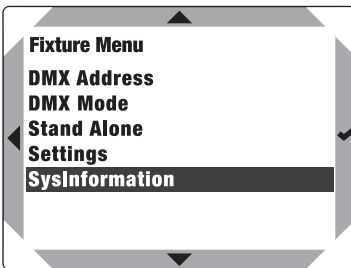 Fixture Menu
DMX Address
DMX Mode
Stand Alone
Settings
SysInformation